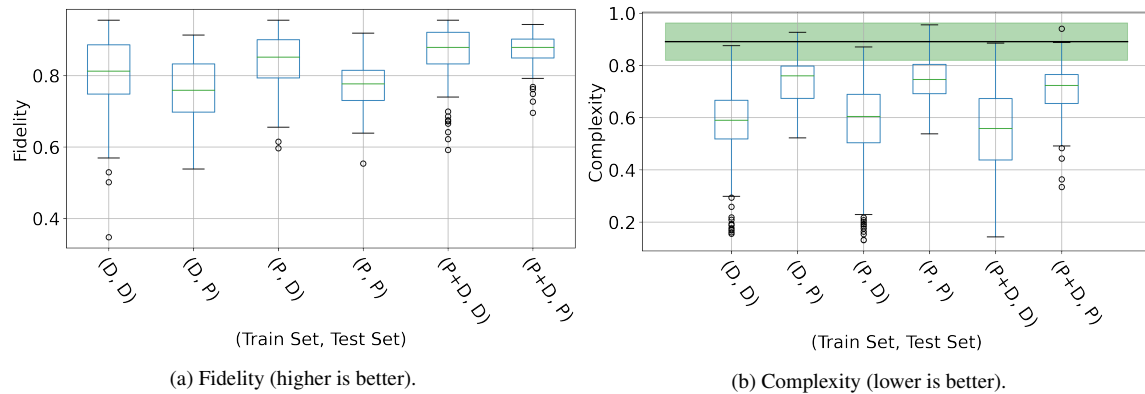 Fidelity
0.8
0.6
0.4
(D, D)
(D, P)
(P, D)
(P, P)
(P+D, D)
(P+D, P)
(Train Set, Test Set)
(a) Fidelity (higher is better).
Complexity
1.0
0.8
0.6
0.4
0.2
(D, D)
(D, P)
(P, D)
(P, P)
(P+D, D)
(P+D, P)
(Train Set, Test Set)
(b) Complexity (lower is better).